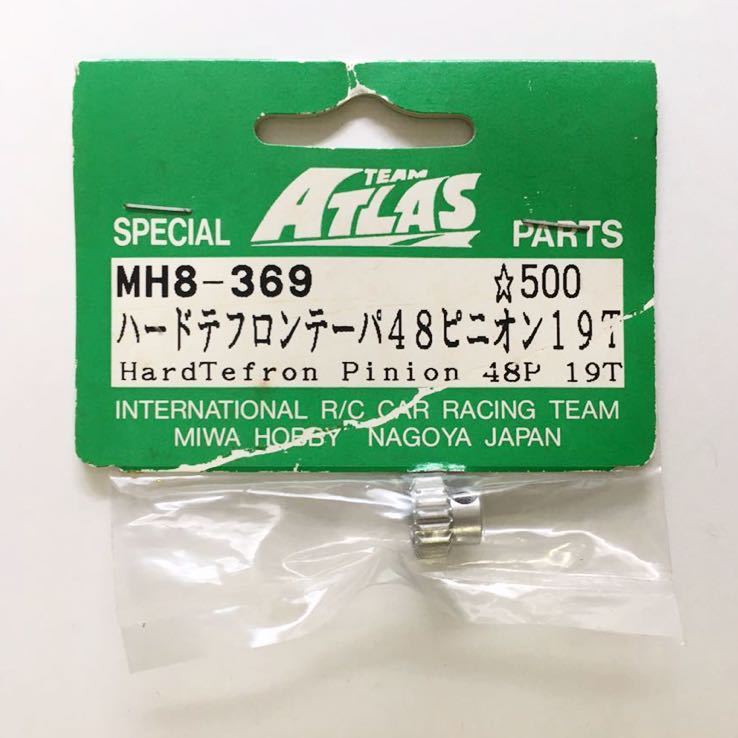 TEAM
ATLAS
SPECIAL PARTS
MH8-369 ☆500
ハードテフロンテーパ48ピニオン19T
HardTefron Pinion 48P 19T
INTERNATIONAL R/C CAR RACING TEAM
MIWA HOBBY NAGOYA JAPAN